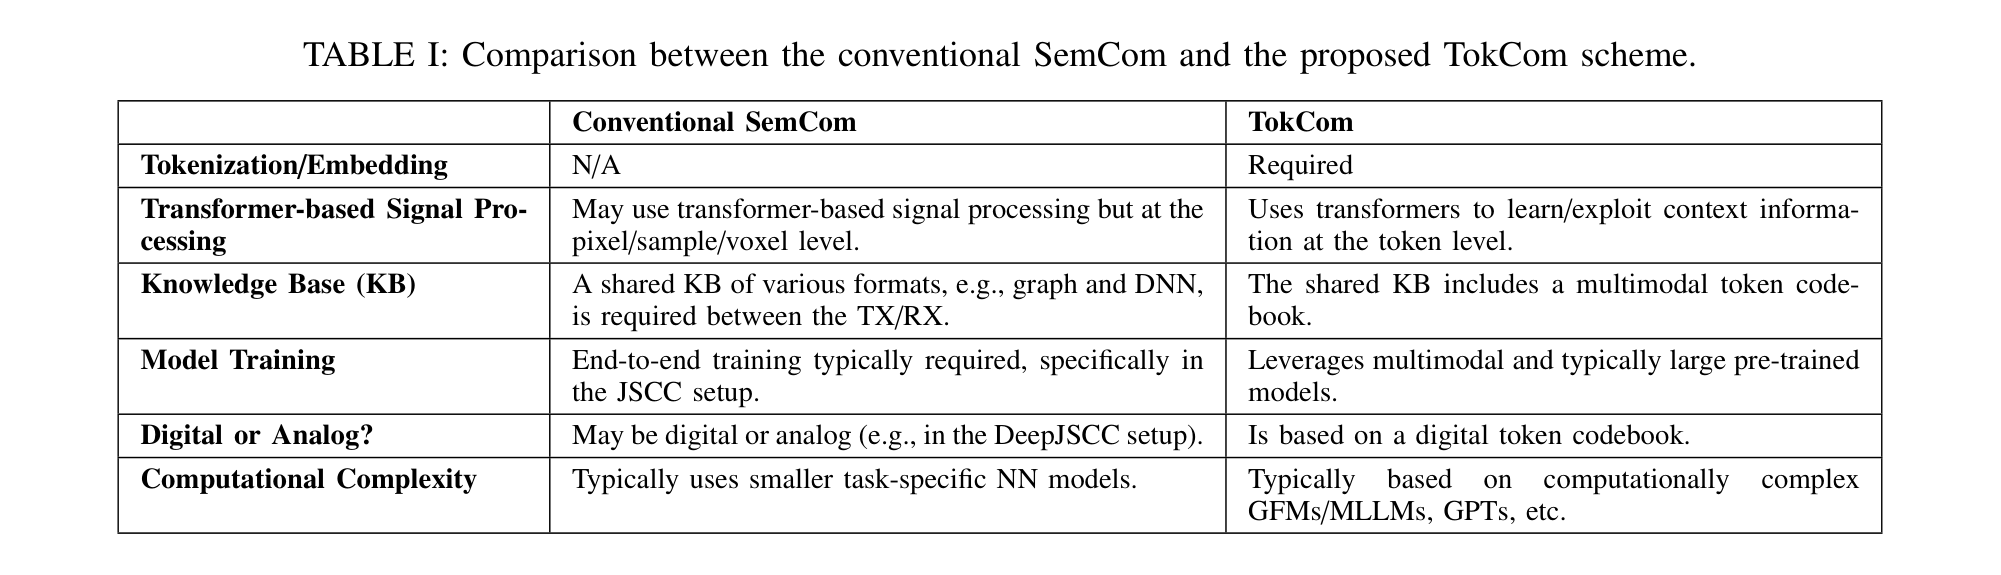 TABLE I: Comparison between the conventional SemCom and the proposed TokCom scheme.
Conventional SemCom
TokCom
Tokenization/Embedding
N/A
Required
Transformer-based Signal Pro-
cessing
May use transformer-based signal processing but at the
pixel/sample/voxel level.
Uses transformers to learn/exploit context informa-
tion at the token level.
Knowledge Base (KB)
A shared KB of various formats, e.g., graph and DNN,
is required between the TX/RX.
The shared KB includes a multimodal token code-
book.
Model Training
End-to-end training typically required, specifically in
the JSCC setup.
Leverages multimodal and typically large pre-trained
models.
Digital or Analog?
May be digital or analog (e.g., in the DeepJSCC setup).
Is based on a digital token codebook.
Computational Complexity
Typically uses smaller task-specific NN models.
Typically based on computationally complex
GFMs/MLLMs, GPTs, etc.